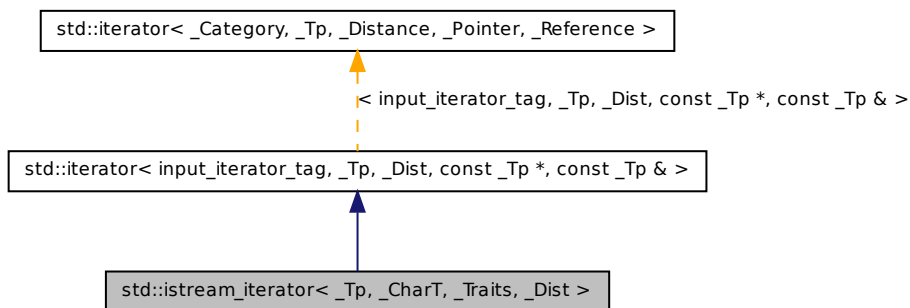 std::iterator< _Category, _Tp, _Distance, _Pointer, _Reference >
< input_iterator_tag, _Tp, _Dist, const _Tp *, const _Tp & >
std::iterator< input_iterator_tag, _Tp, _Dist, const _Tp *, const _Tp & >
std::istream_iterator< _Tp, _CharT, _Traits, _Dist >